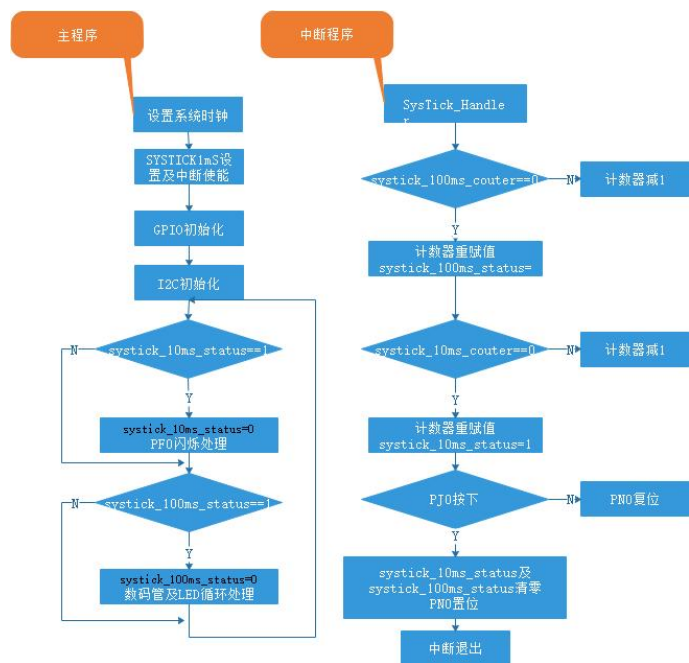 主程序
设置系统时钟
SYSTICK1mS设
置及中断使能
GPIO初始化
I2C初始化
systick_10ms_status==1
N
Y
systick_10ms_status=0
PF0闪烁处理
systick_100ms_status==1
N
Y
systick_100ms_status=0
数码管及LED循环处理
中断程序
SysTick_Handle
r
systick_100ms_couter==0
N
计数器减1
Y
计数器重赋值
systick_100ms_status=
systick_10ms_couter==0
N
计数器减1
Y
计数器重赋值
systick_10ms_status=1
PJ0按下
N
PN0复位
Y
systick_10ms_status及
systick_100ms_status清零
PN0置位
中断退出